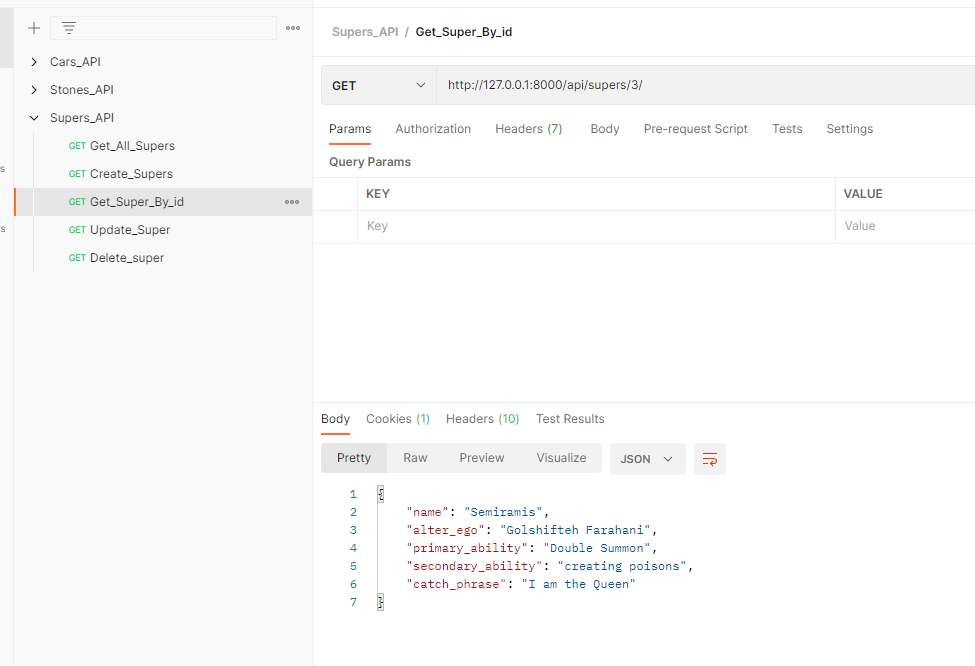 Supers_API / Get_Super_By_id
Cars_API
Stones_API
Supers_API
GET Get_All_Supers
GET Create_Supers
GET Get_Super_By_id
GET Update_Super
GET Delete_super
s
s
GET http://127.0.0.1:8000/api/supers/3/
Params Authorization Headers (7) Body Pre-request Script Tests Settings
Query Params
KEY VALUE
Key Value
Body Cookies (1) Headers (10) Test Results
Pretty Raw Preview Visualize JSON
1 {
2 "name": "Semiramis",
3 "alter_ego": "Golshifteh Farahani",
4 "primary_ability": "Double Summon",
5 "secondary_ability": "creating poisons",
6 "catch_phrase": "I am the Queen"
7 }